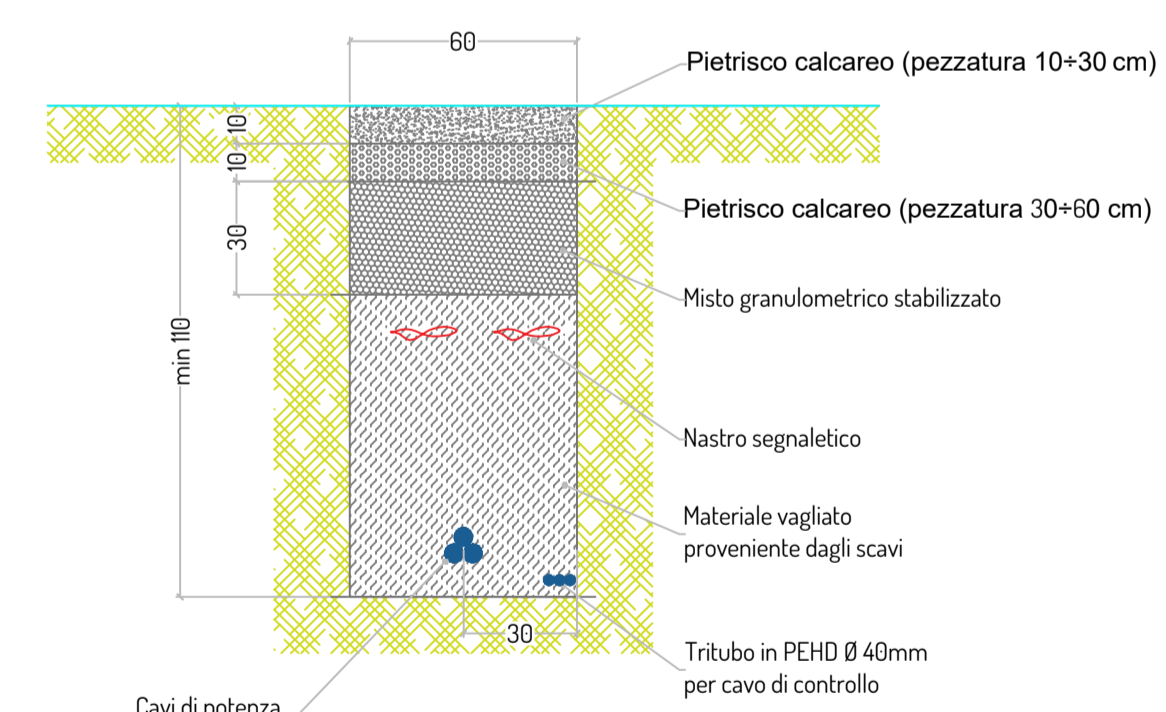 60
Pietrisco calcareo (pezzatura 10÷30 cm)
10
10
Pietrisco calcareo (pezzatura 30÷60 cm)
30
Misto granulometrico stabilizzato
min 110
Nastro segnaletico
Materiale vagliato
proveniente dagli scavi
30
Tritubo in PEHD Ø 40mm
per cavo di controllo
Cavi di potenza